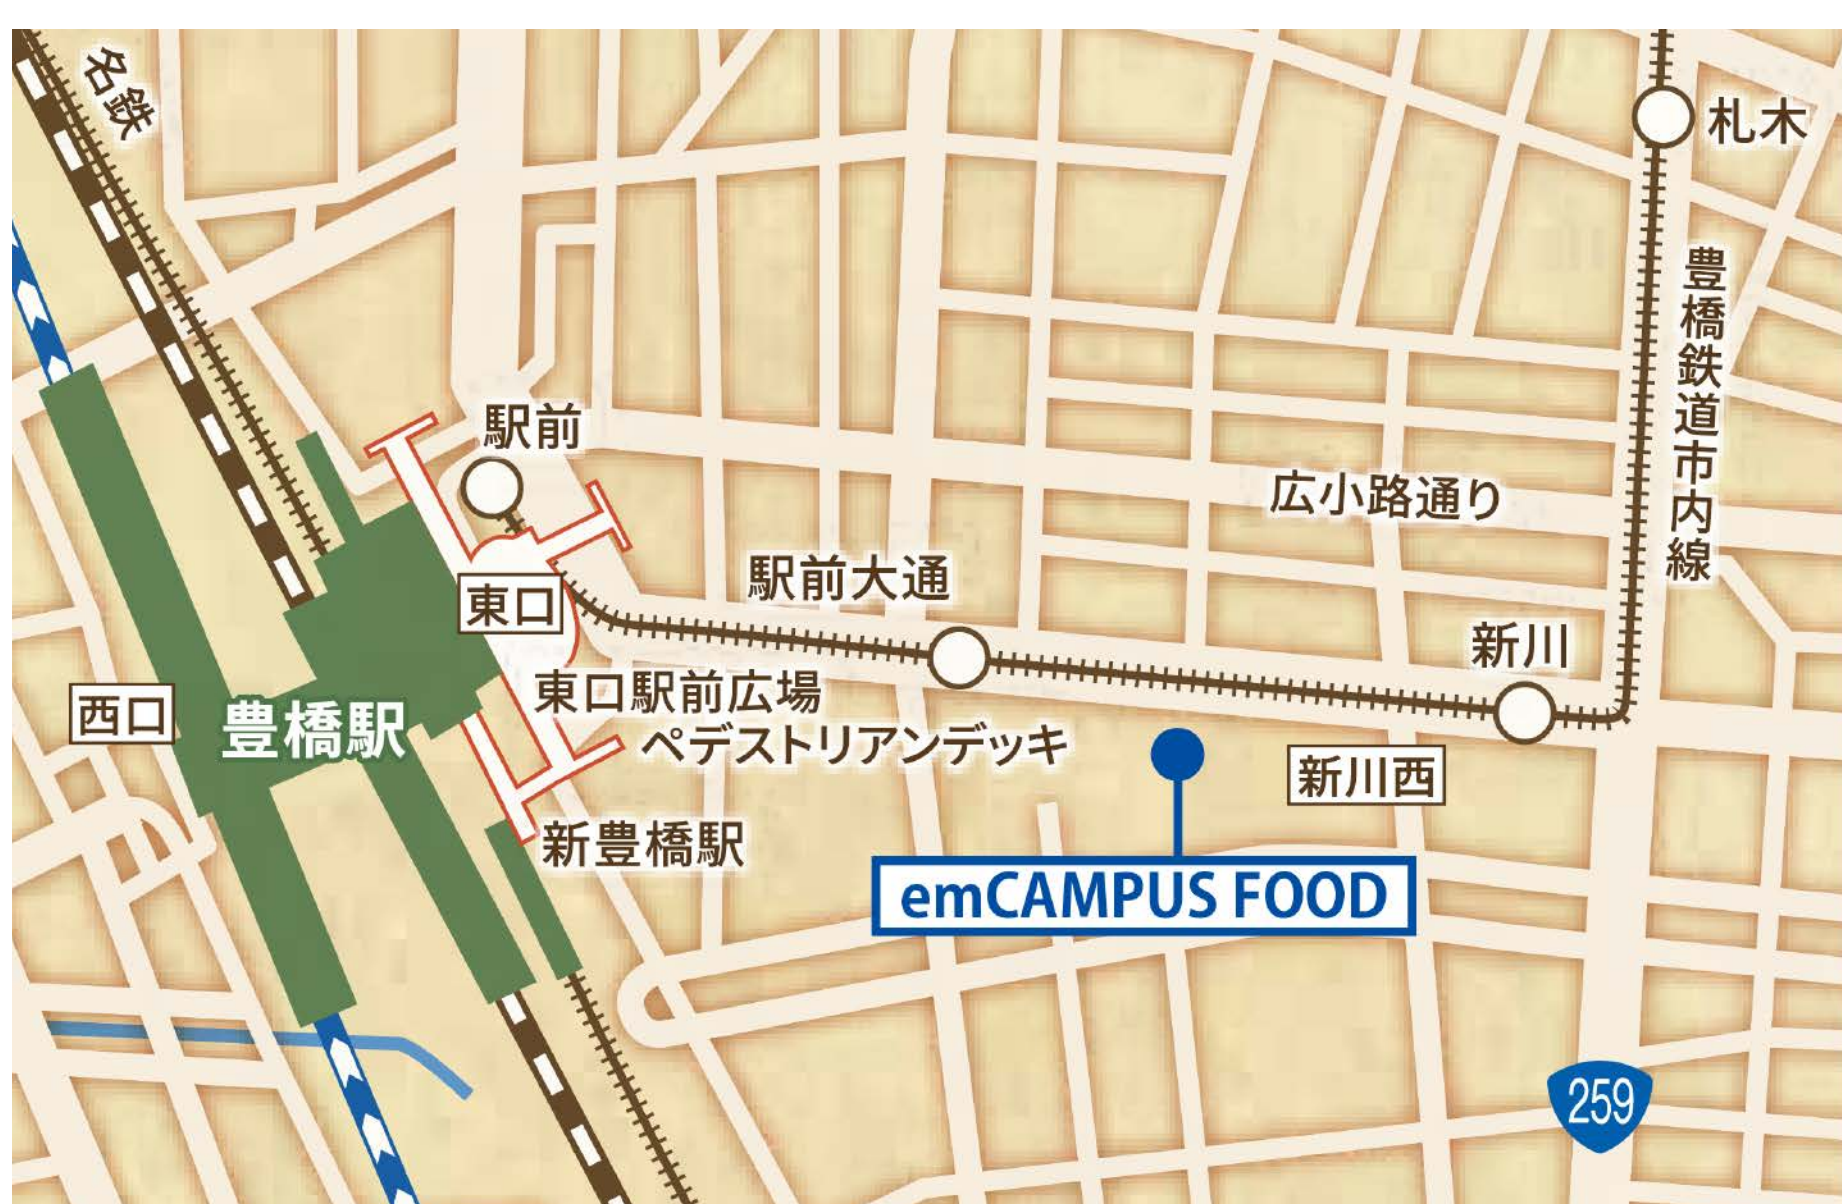 名鉄
札木
豊橋鉄道市内線
駅前
広小路通り
駅前大通
東口
新川
東口駅前広場
ペデストリアンデッキ
西口
豊橋駅
新川西
新豊橋駅
emCAMPUS FOOD
259